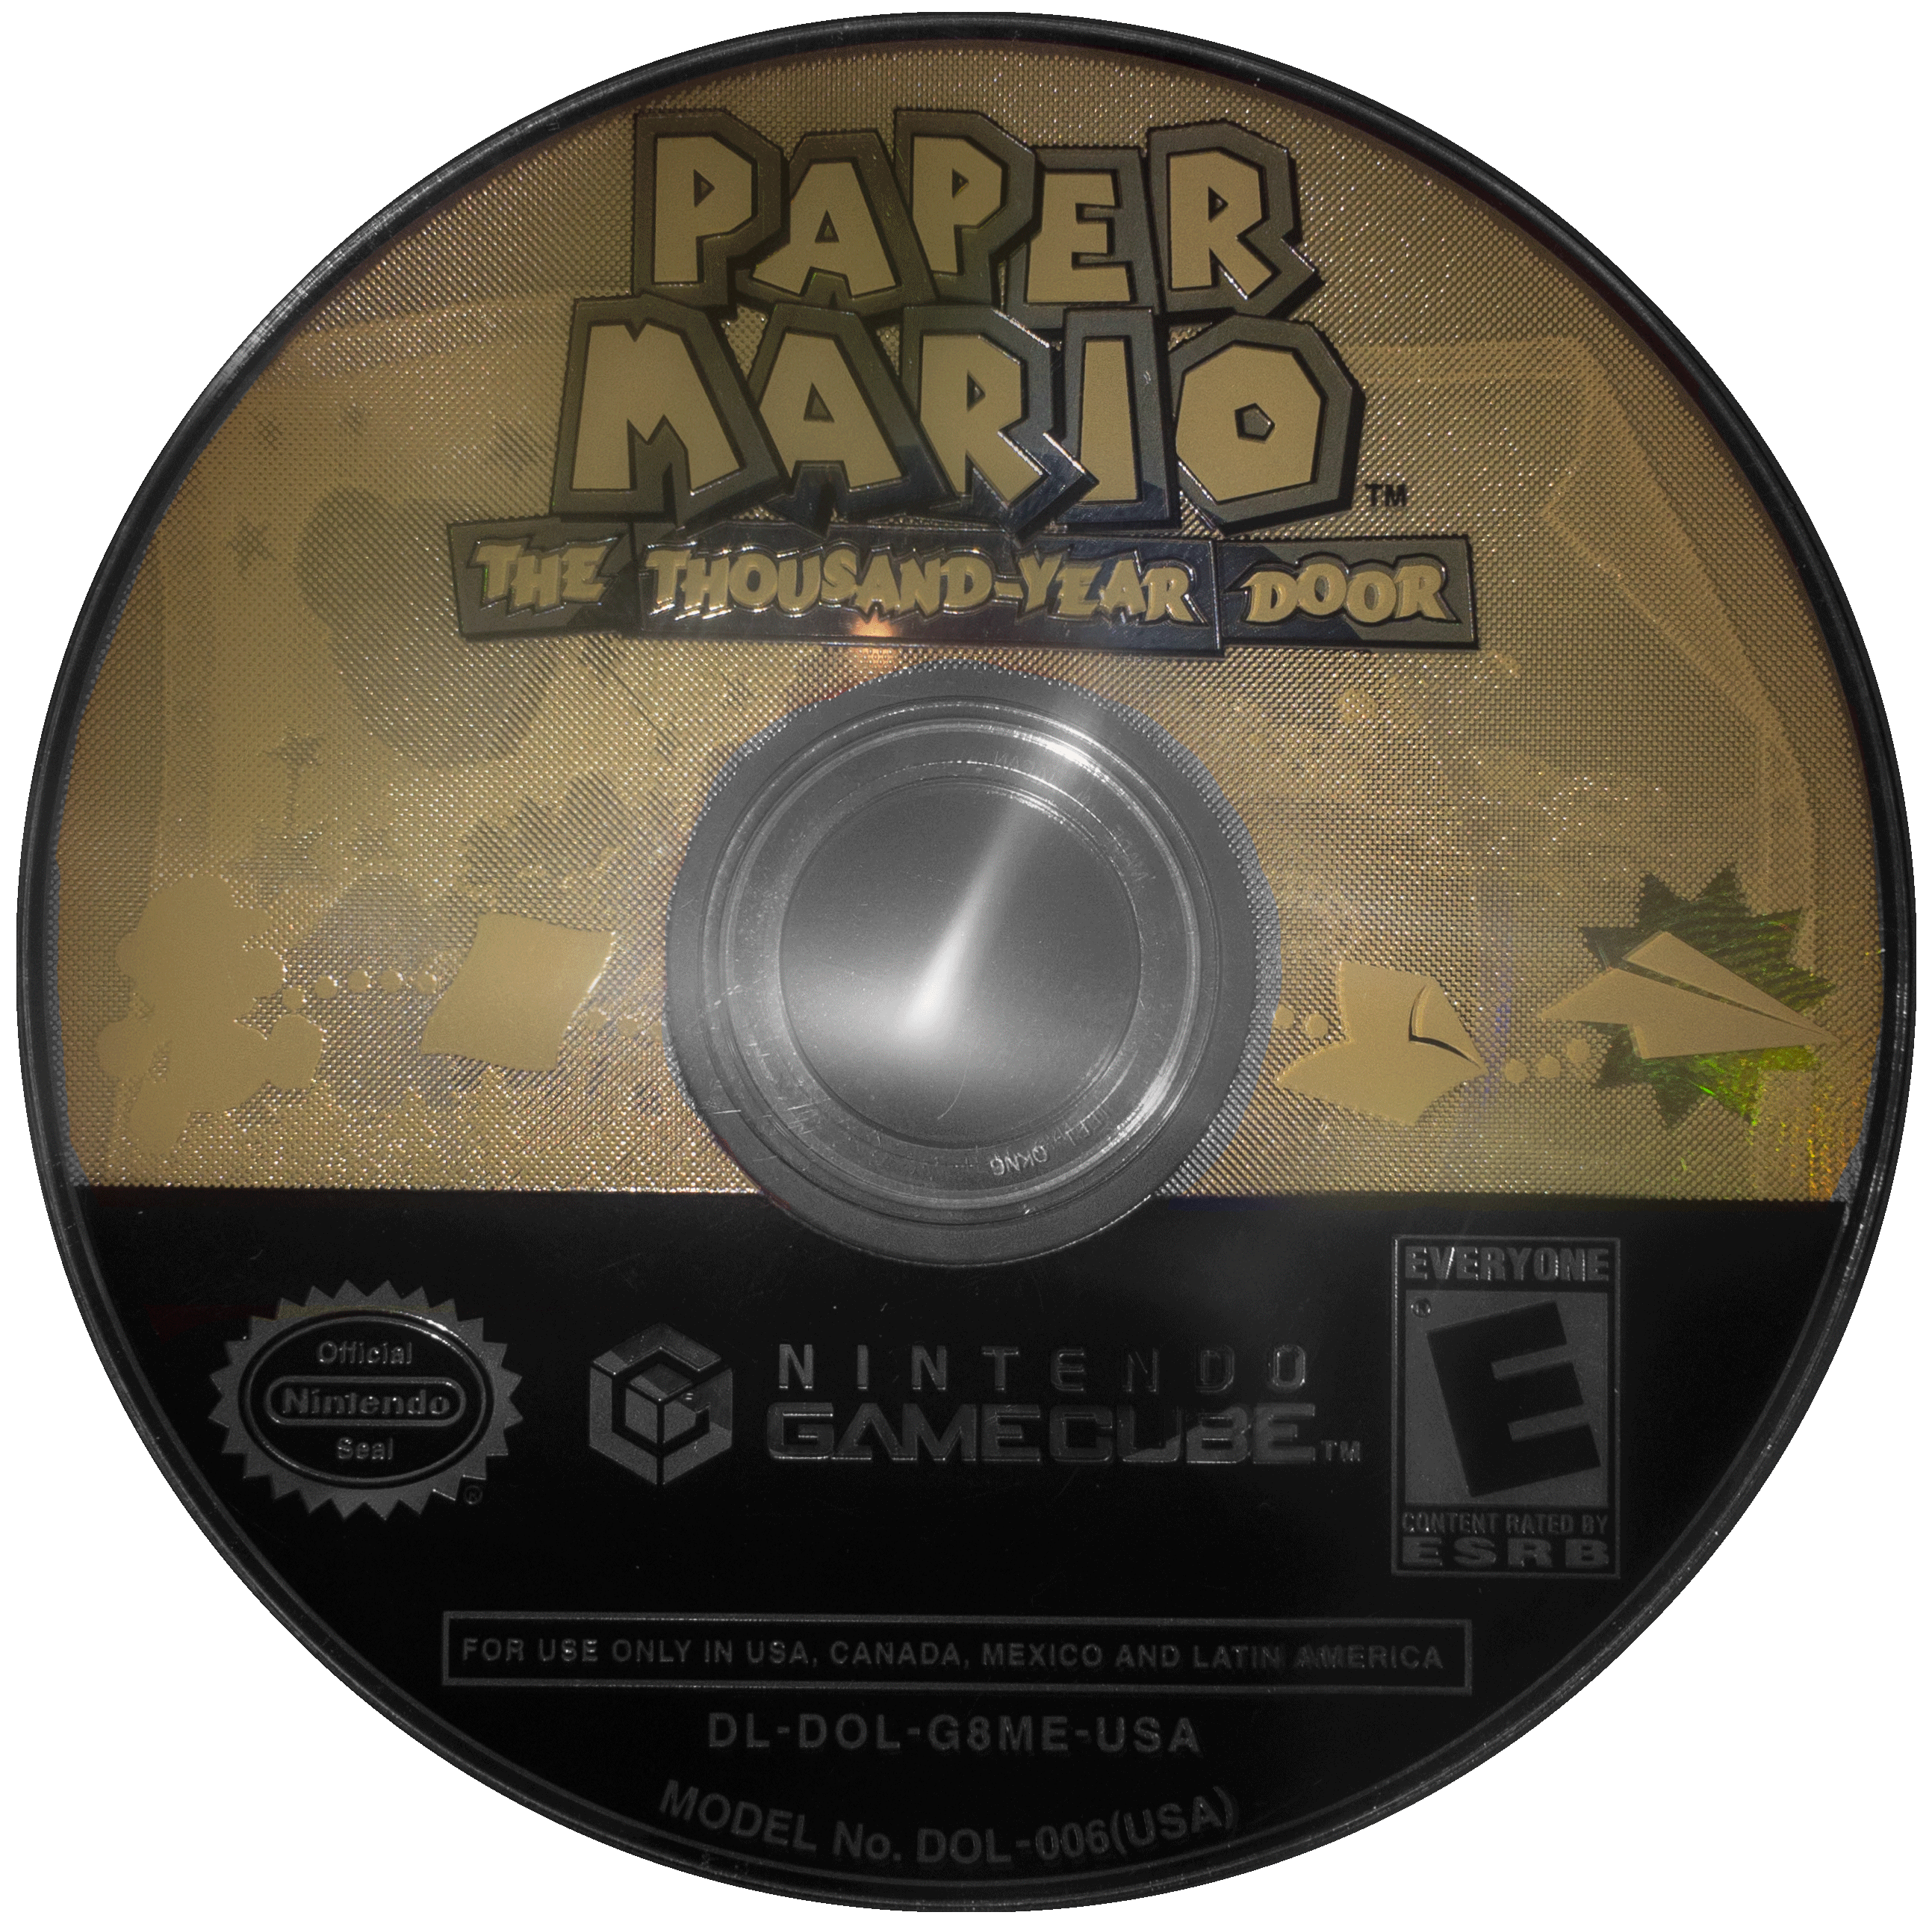 PAPER
MARIO™
THE THOUSAND-YEAR DOOR
Official
Nintendo
Seal
®
NINTENDO
GAMECUBE™
EVERYONE
®
E
CONTENT RATED BY
ESRB
FOR USE ONLY IN USA, CANADA, MEXICO AND LATIN AMERICA
DL-DOL-G8ME-USA
MODEL No. DOL-006(USA)